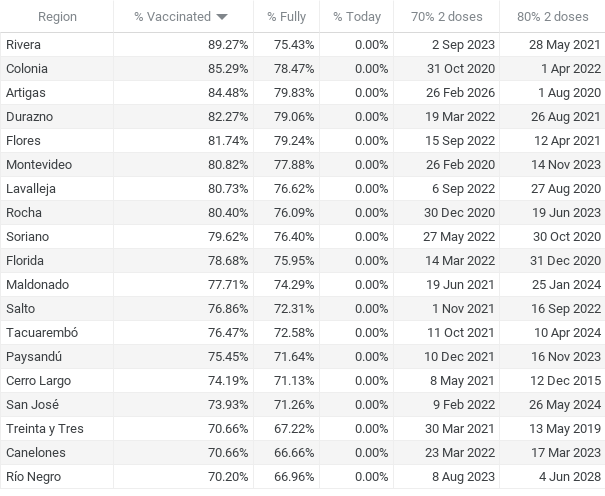 Region % Vaccinated % Fully % Today 70% 2 doses 80% 2 doses
Rivera 89.27% 75.43% 0.00% 2 Sep 2023 28 May 2021
Colonia 85.29% 78.47% 0.00% 31 Oct 2020 1 Apr 2022
Artigas 84.48% 79.83% 0.00% 26 Feb 2026 1 Aug 2020
Durazno 82.27% 79.06% 0.00% 19 Mar 2022 26 Aug 2021
Flores 81.74% 79.24% 0.00% 15 Sep 2022 12 Apr 2021
Montevideo 80.82% 77.88% 0.00% 26 Feb 2020 14 Nov 2023
Lavalleja 80.73% 76.62% 0.00% 6 Sep 2022 27 Aug 2020
Rocha 80.40% 76.09% 0.00% 30 Dec 2020 19 Jun 2023
Soriano 79.62% 76.40% 0.00% 27 May 2022 30 Oct 2020
Florida 78.68% 75.95% 0.00% 14 Mar 2022 31 Dec 2020
Maldonado 77.71% 74.29% 0.00% 19 Jun 2021 25 Jan 2024
Salto 76.86% 72.31% 0.00% 1 Nov 2021 16 Sep 2022
Tacuarembó 76.47% 72.58% 0.00% 11 Oct 2021 10 Apr 2024
Paysandú 75.45% 71.64% 0.00% 10 Dec 2021 16 Nov 2023
Cerro Largo 74.19% 71.13% 0.00% 8 May 2021 12 Dec 2015
San José 73.93% 71.26% 0.00% 9 Feb 2022 26 May 2024
Treinta y Tres 70.66% 67.22% 0.00% 30 Mar 2021 13 May 2019
Canelones 70.66% 66.66% 0.00% 23 Mar 2022 17 Mar 2023
Río Negro 70.20% 66.96% 0.00% 8 Aug 2023 4 Jun 2028